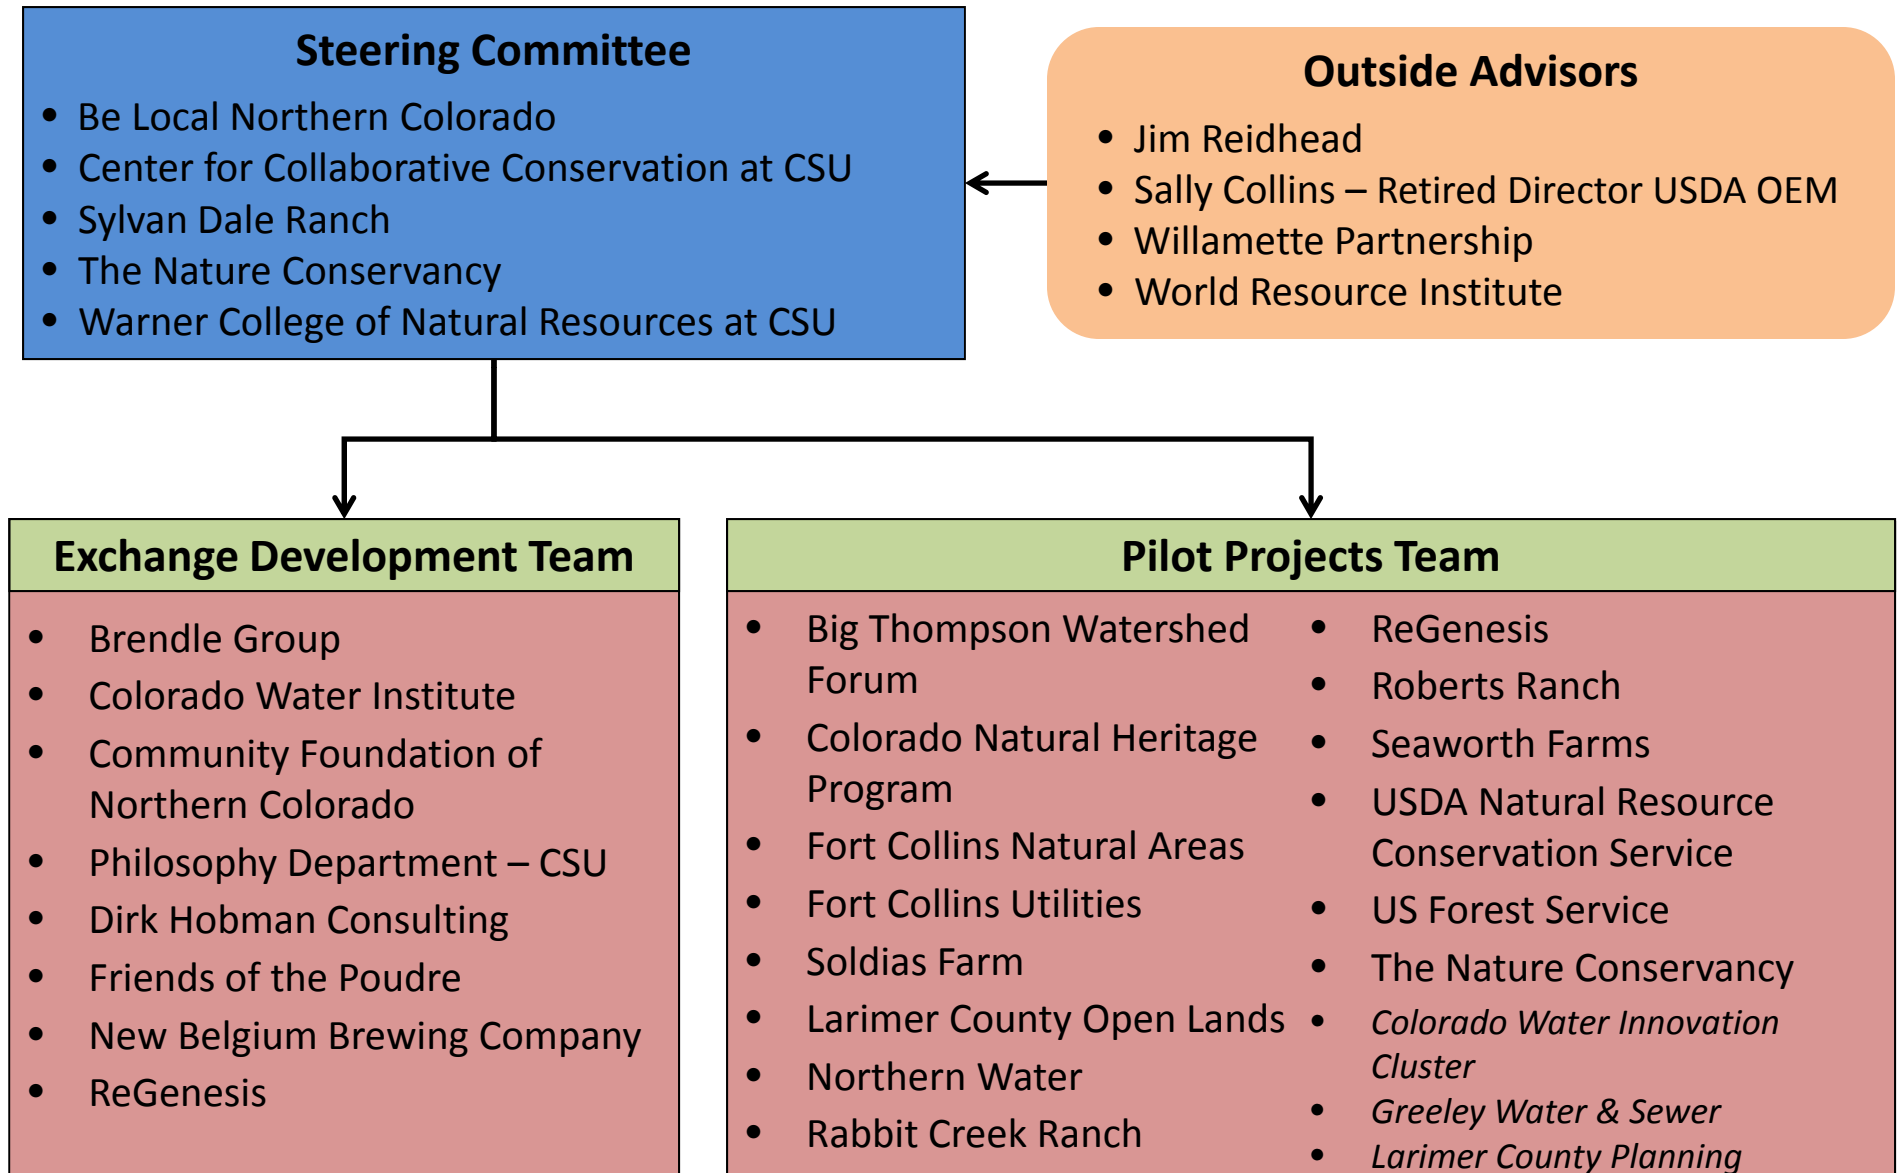 Steering Committee
• Be Local Northern Colorado
• Center for Collaborative Conservation at CSU
• Sylvan Dale Ranch
• The Nature Conservancy
• Warner College of Natural Resources at CSU
Outside Advisors
• Jim Reidhead
• Sally Collins – Retired Director USDA OEM
• Willamette Partnership
• World Resource Institute
Exchange Development Team
• Brendle Group
• Colorado Water Institute
• Community Foundation of
Northern Colorado
• Philosophy Department – CSU
• Dirk Hobman Consulting
• Friends of the Poudre
• New Belgium Brewing Company
• ReGenesis
Pilot Projects Team
• Big Thompson Watershed
Forum
• Colorado Natural Heritage
Program
• Fort Collins Natural Areas
• Fort Collins Utilities
• Soldias Farm
• Larimer County Open Lands
• Northern Water
• Rabbit Creek Ranch
• ReGenesis
• Roberts Ranch
• Seaworth Farms
• USDA Natural Resource
Conservation Service
• US Forest Service
• The Nature Conservancy
• Colorado Water Innovation
Cluster
• Greeley Water & Sewer
• Larimer County Planning